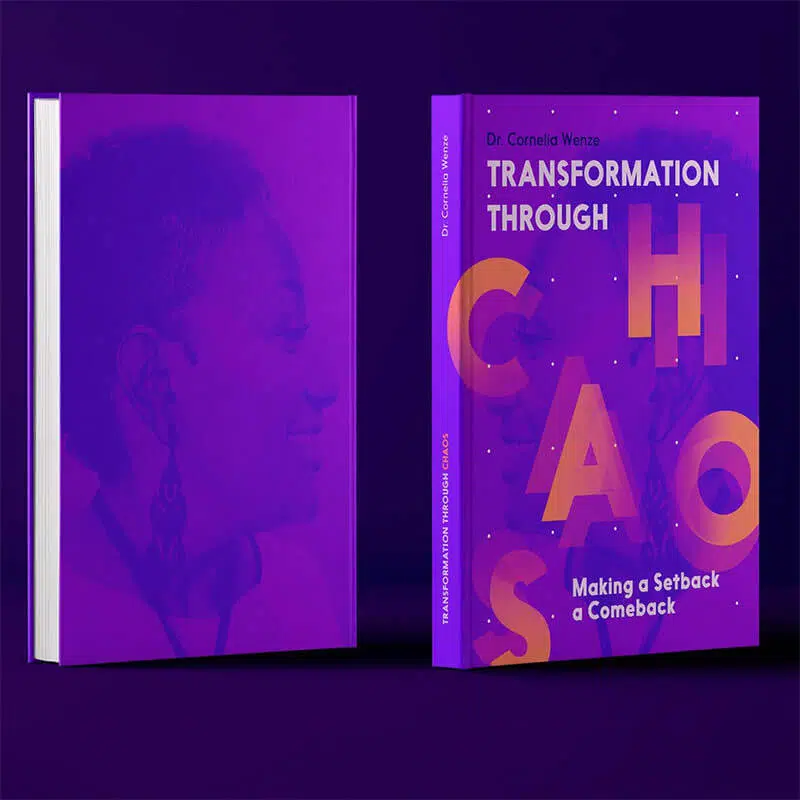 Dr. Cornelia Wenze
TRANSFORMATION THROUGH CHAOS
Dr. Cornelia Wenze
TRANSFORMATION
THROUGH
CHAOS
Making a Setback
a Comeback